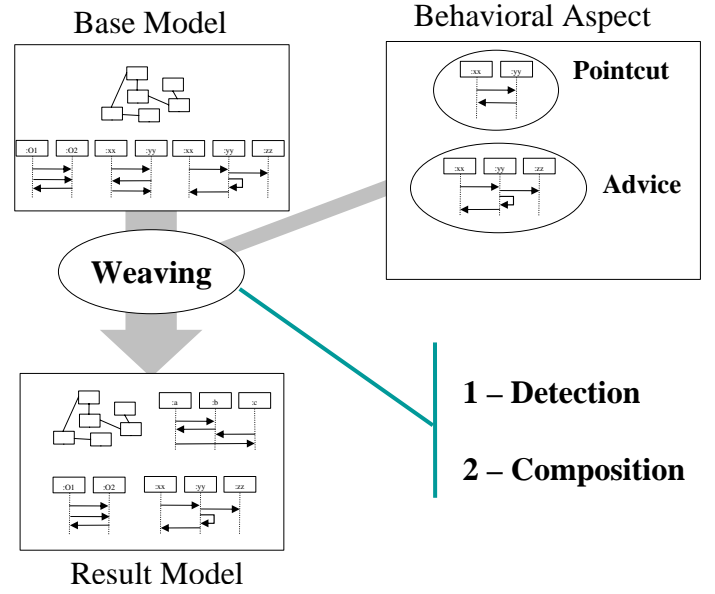 Base Model
Behavioral Aspect
:O1 :O2 :xx :yy :xx :yy :zz
:xx :yy
Pointcut
:xx :yy :zz
Advice
Weaving
1 – Detection
2 – Composition
:a :b :c
:O1 :O2 :xx :yy :zz
Result Model